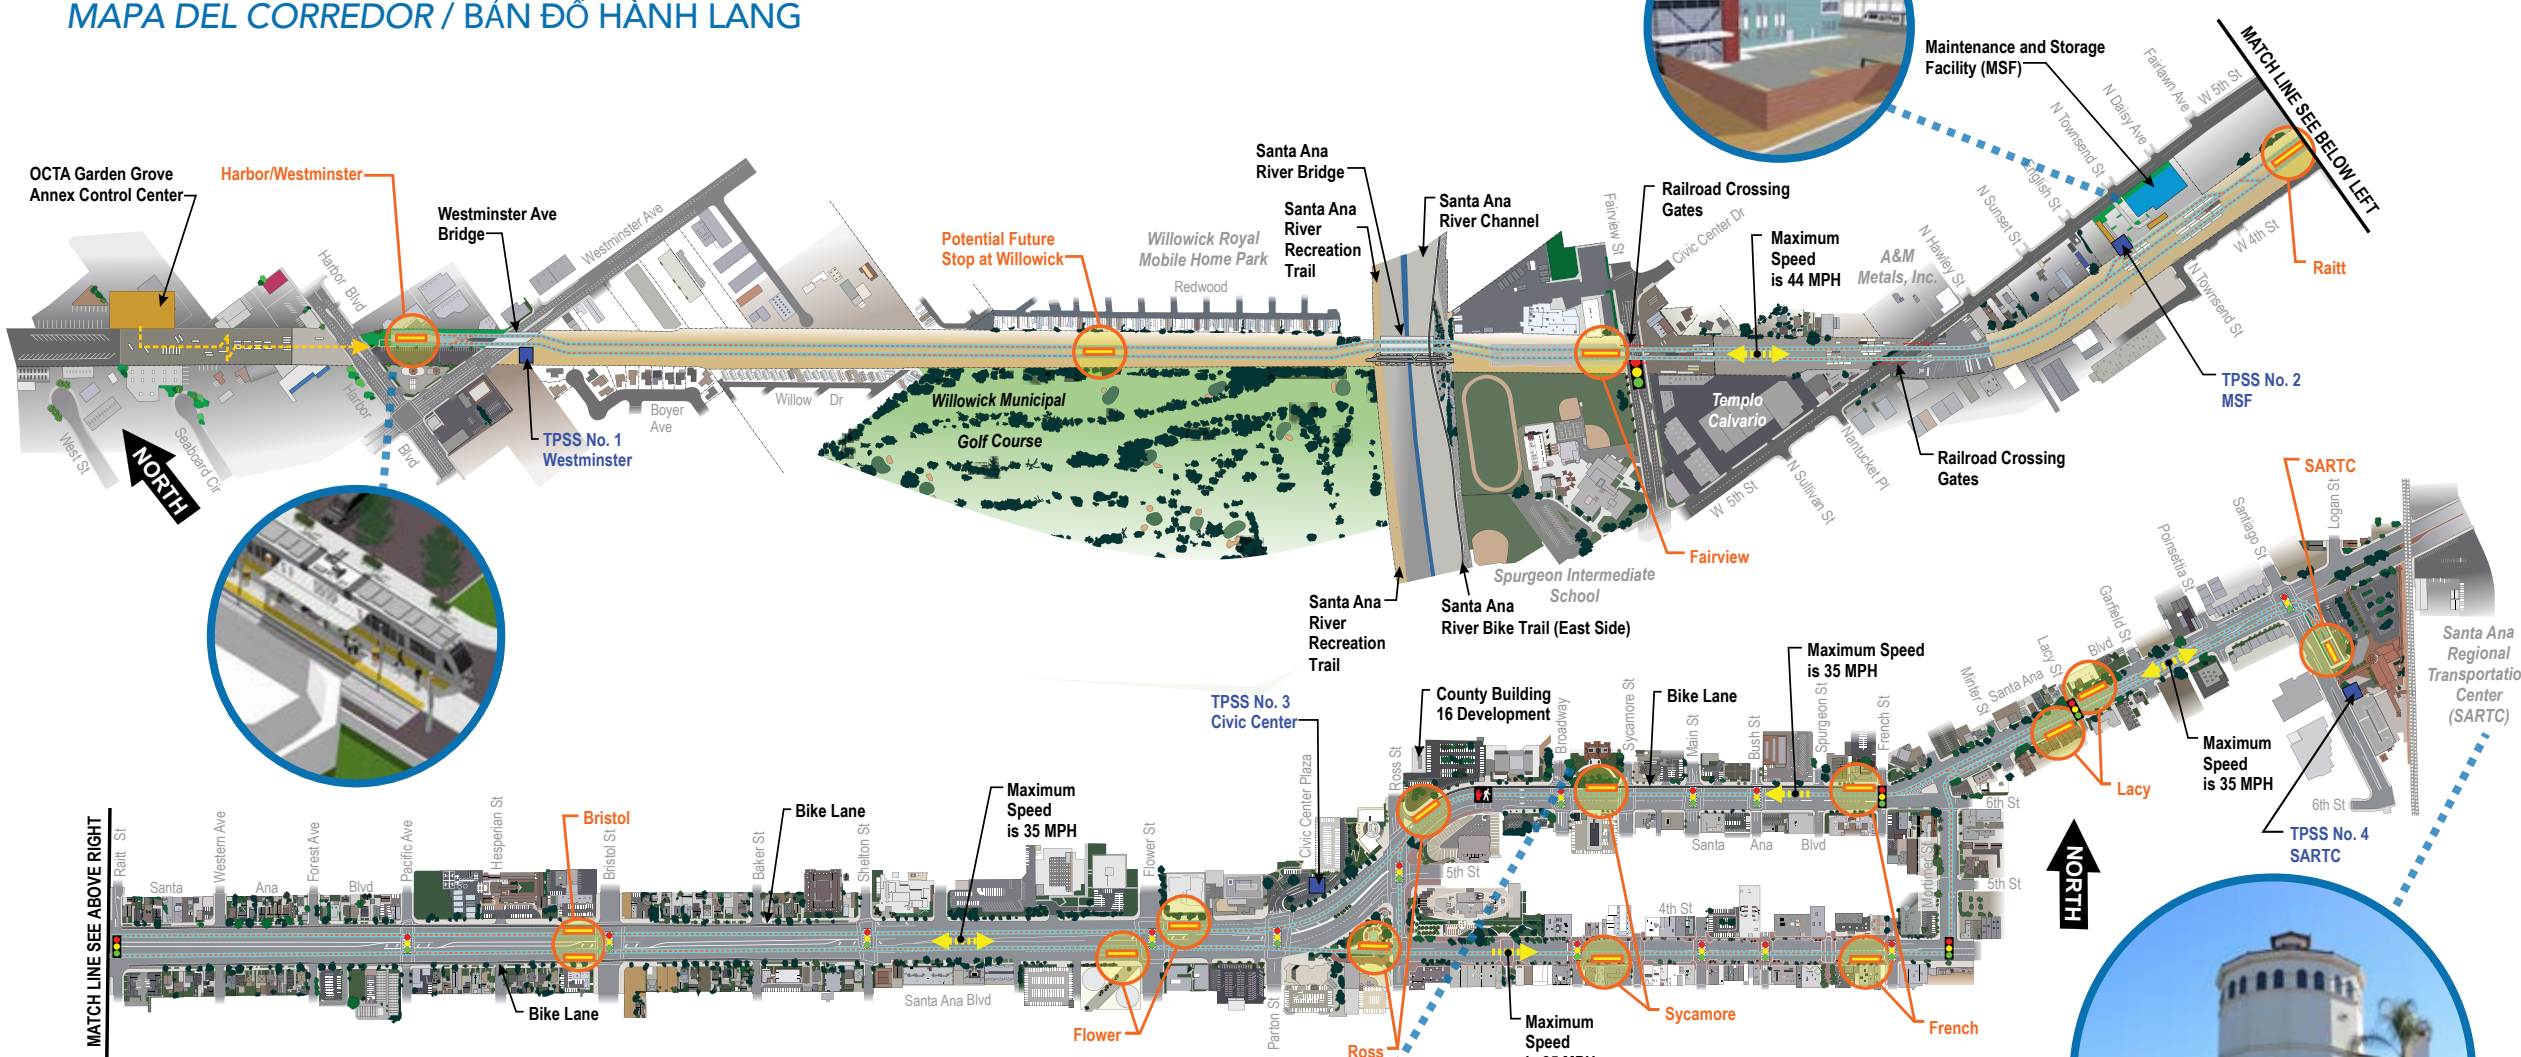 MAPA DEL CORREDOR / BẢN ĐỒ HÀNH LANG
OCTA Garden Grove
Annex Control Center
Harbor/Westminster
Westminster Ave
Bridge
Harbor Blvd
Harbor
Blvd
Westminster Ave
West St
Seaboard Cir
NORTH
TPSS No. 1
Westminster
Boyer
Ave
Willow Dr
Potential Future
Stop at Willowick
Willowick Royal
Mobile Home Park
Redwood
Willowick Municipal
Golf Course
Santa Ana
River Bridge
Santa Ana
River
Recreation
Trail
Santa Ana
River Channel
Santa Ana
River
Recreation
Trail
Santa Ana
River Bike Trail (East Side)
Spurgeon Intermediate
School
Fairview St
Civic Center Dr
Railroad Crossing
Gates
Fairview
Maximum
Speed
is 44 MPH
Templo
Calvario
A&M
Metals, Inc.
W 5th St
N Sullivan St
Nantucket Pl
Railroad Crossing
Gates
N Hawley St
N Sunset St
English St
N Townsend St
N Daisy Ave
Fairlawn Ave
W 5th St
Maintenance and Storage
Facility (MSF)
MATCH LINE SEE BELOW LEFT
Raitt
W 4th St
N Townsend St
TPSS No. 2
MSF
MATCH LINE SEE ABOVE RIGHT
Raitt St
Santa Ana Blvd
Western Ave
Forest Ave
Pacific Ave
Hesperian St
Bristol
Bristol St
Bike Lane
Bike Lane
Baker St
Shelton St
Maximum
Speed
is 35 MPH
Santa Ana Blvd
Flower St
Flower
Parton St
Civic Center Plaza
TPSS No. 3
Civic Center
Ross St
Ross
County Building
16 Development
5th St
Broadway
Sycamore St
Bike Lane
Main St
Bush St
Spurgeon St
French St
Maximum Speed
is 35 MPH
Santa Ana Blvd
4th St
Maximum
Speed
Sycamore
French
Mortimer St
6th St
5th St
Minter St
Santa Ana Blvd
Lacy St
Garfield St
Lacy
Poinsettia St
Santiago St
Logan St
SARTC
Maximum
Speed
is 35 MPH
6th St
TPSS No. 4
SARTC
Santa Ana
Regional
Center
(SARTC)
NORTH